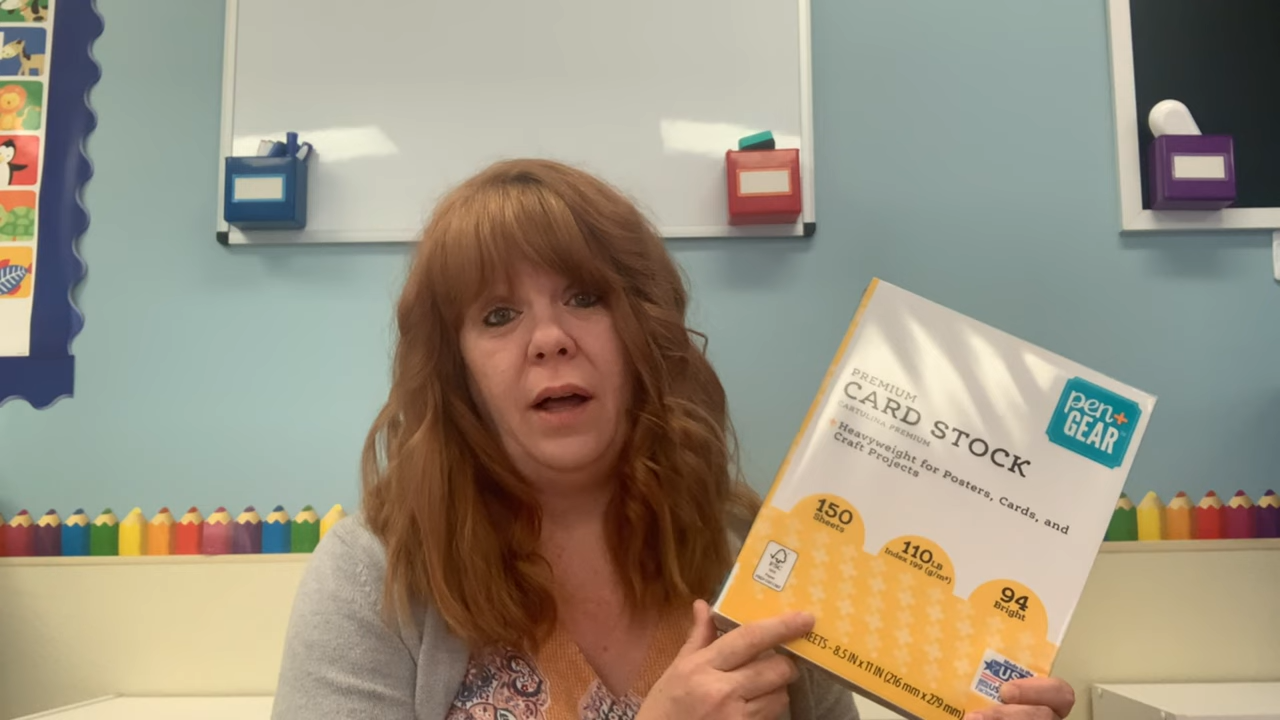 PREMIUM
CARD STOCK
CARTULINA PREMIUM
Heavyweight for Posters, Cards, and
Craft Projects
pen+
GEAR
150
Sheets
110LB
Index 199 (g/m²)
94
Bright
FSC
8.5 IN x 11 IN (216 mm x 279 mm)